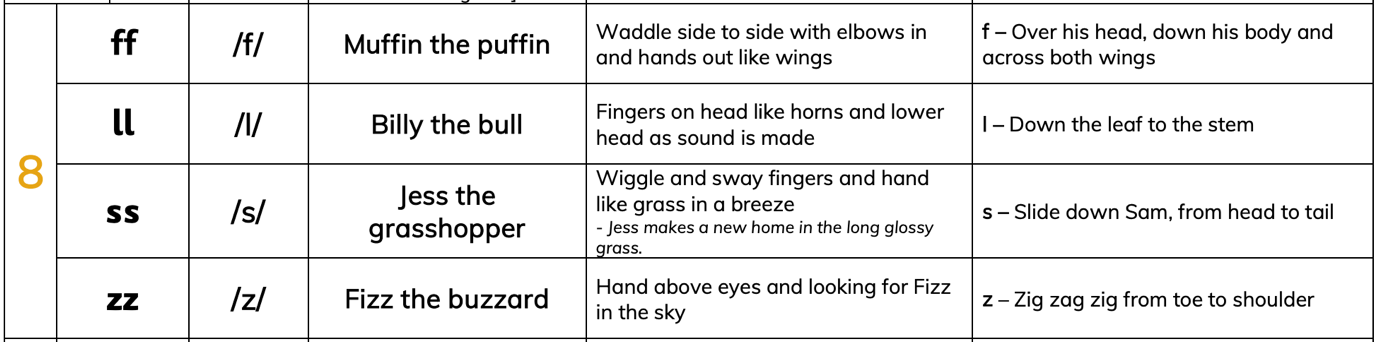 8
ff
/f/
Muffin the puffin
Waddle side to side with elbows in
and hands out like wings
f – Over his head, down his body and
across both wings
ll
/l/
Billy the bull
Fingers on head like horns and lower
head as sound is made
l – Down the leaf to the stem
ss
/s/
Jess the
grasshopper
Wiggle and sway fingers and hand
like grass in a breeze
- Jess makes a new home in the long glossy
grass.
s – Slide down Sam, from head to tail
zz
/z/
Fizz the buzzard
Hand above eyes and looking for Fizz
in the sky
z – Zig zag zig from toe to shoulder